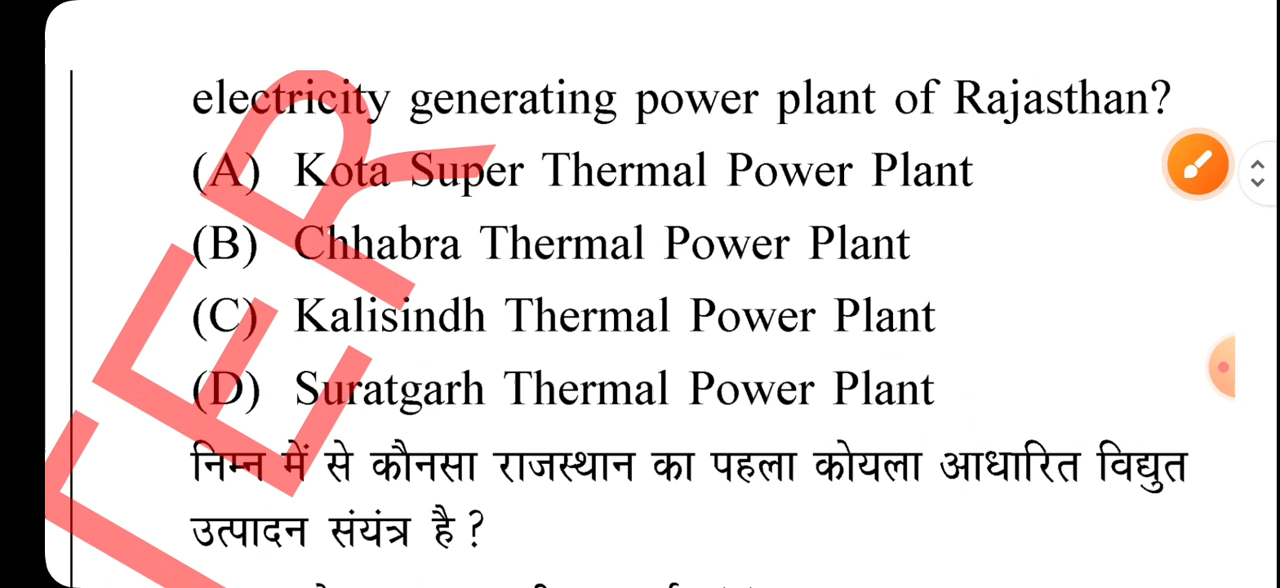 electricity generating power plant of Rajasthan?
(A) Kota Super Thermal Power Plant
(B) Chhabra Thermal Power Plant
(C) Kalisindh Thermal Power Plant
(D) Suratgarh Thermal Power Plant
निम्न में से कौनसा राजस्थान का पहला कोयला आधारित विद्युत
उत्पादन संयंत्र है ?
TER